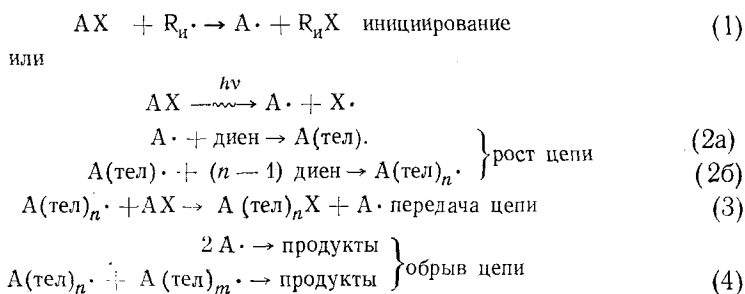 AX + Rи· → A· + RиX инициирование (1)
или
hν
AX ⟿ A· + X·
A· + диен → A(тел). (2а)
рост цепи
A(тел)· + (n — 1) диен → A(тел)n· (2б)
A(тел)n· +AX → A (тел)nX + A· передача цепи (3)
2 A· → продукты
обрыв цепи
A(тел)n· + A (тел)m· → продукты (4)